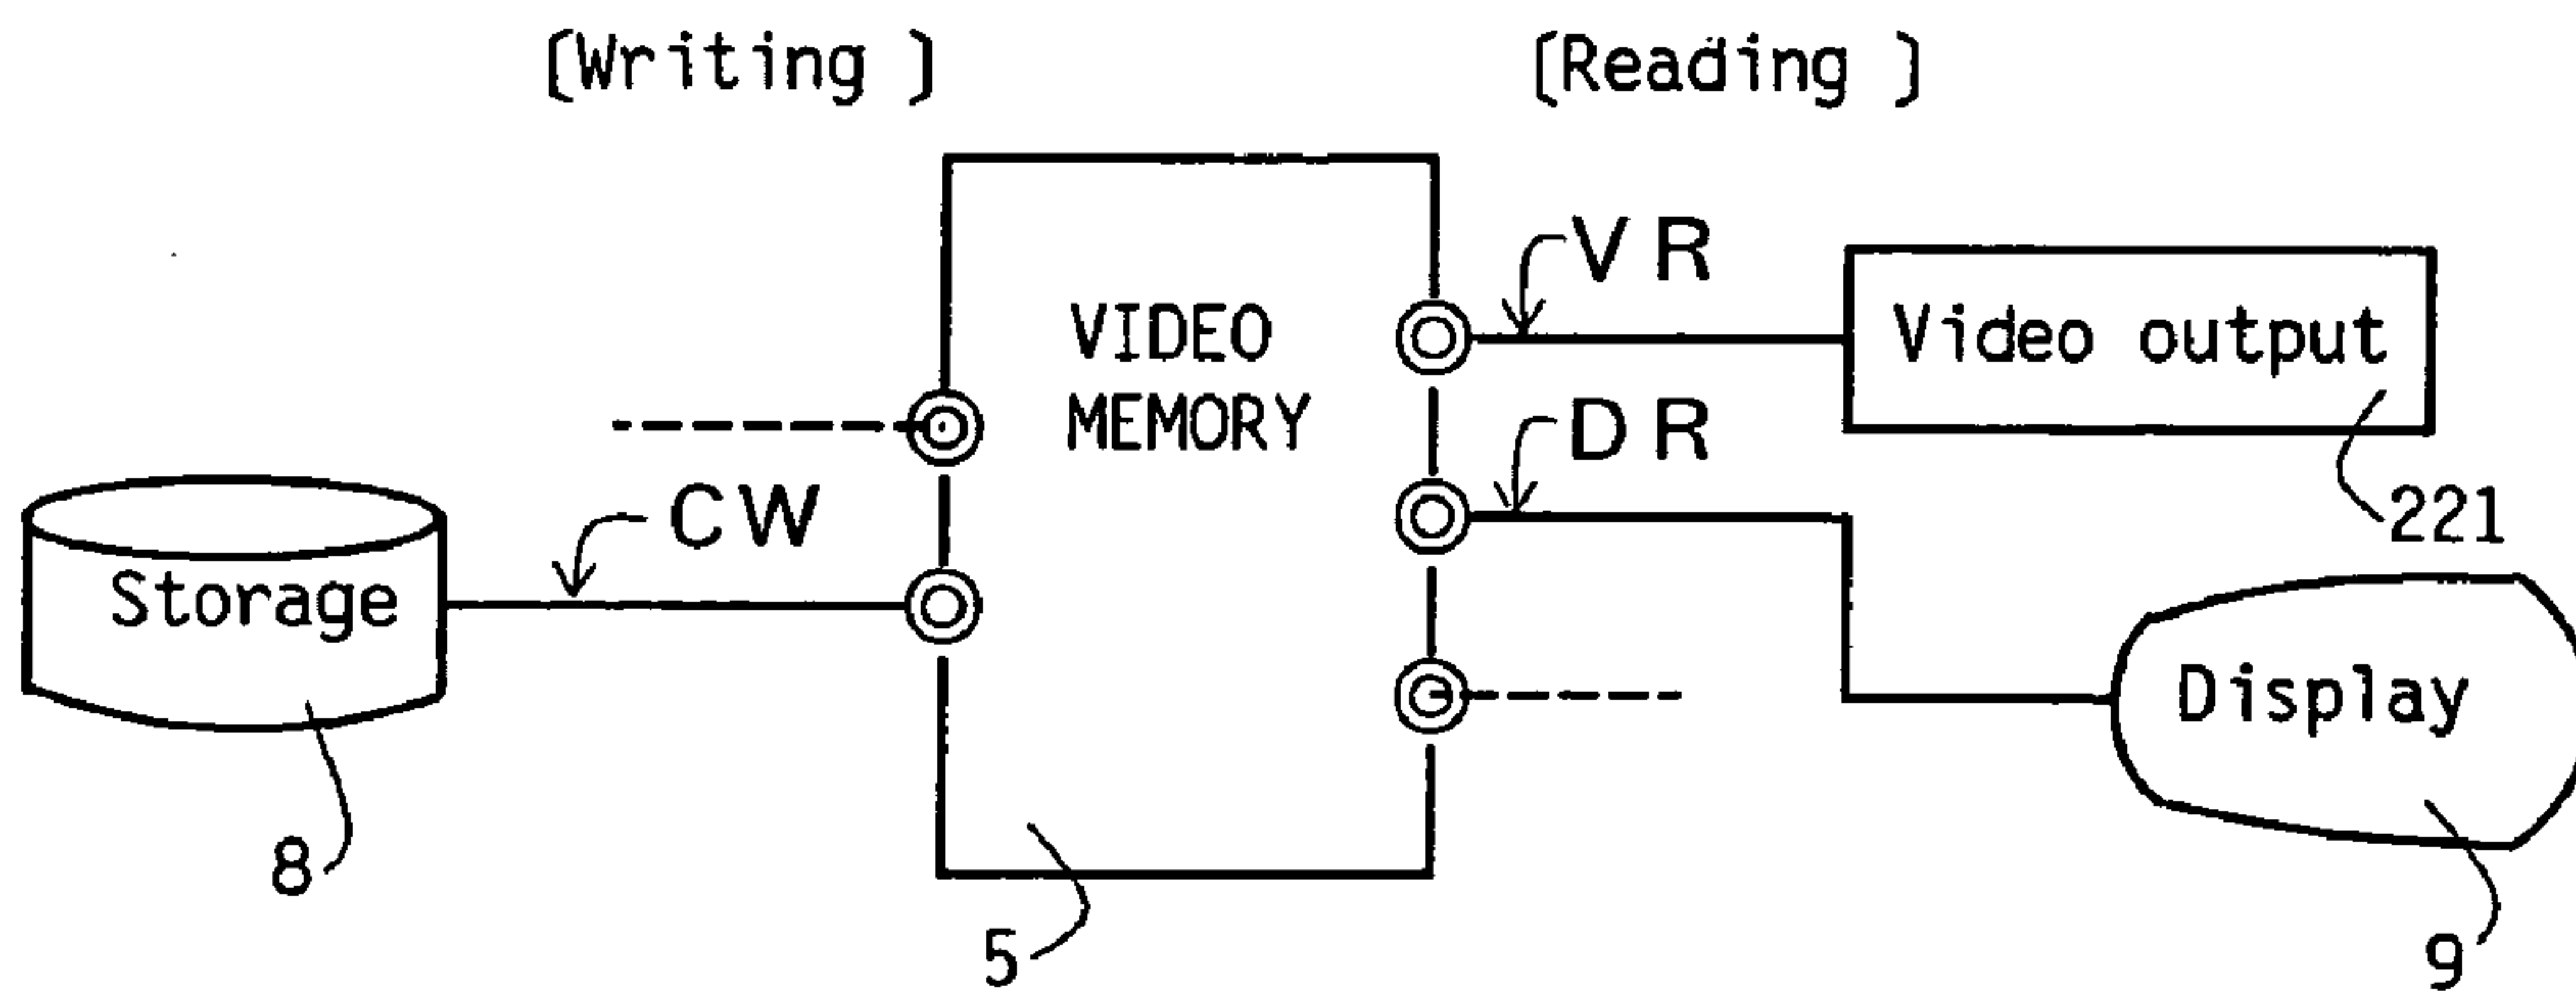 〔Writing 〕
〔Reading 〕
VIDEO
MEMORY
VR
Video output
DR
221
CW
Storage
Display
8
5
9